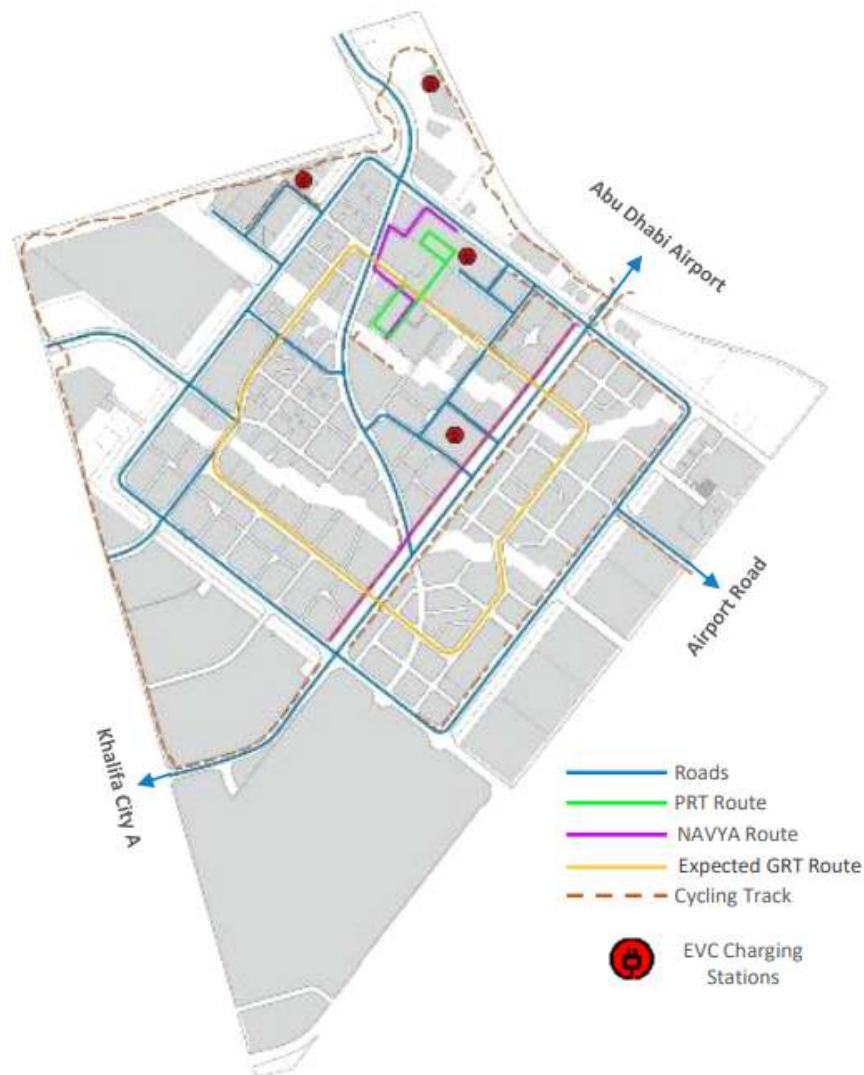 Abu Dhabi Airport
Airport Road
Khalifa City A
Roads
PRT Route
NAVYA Route
Expected GRT Route
Cycling Track
EVC Charging
Stations